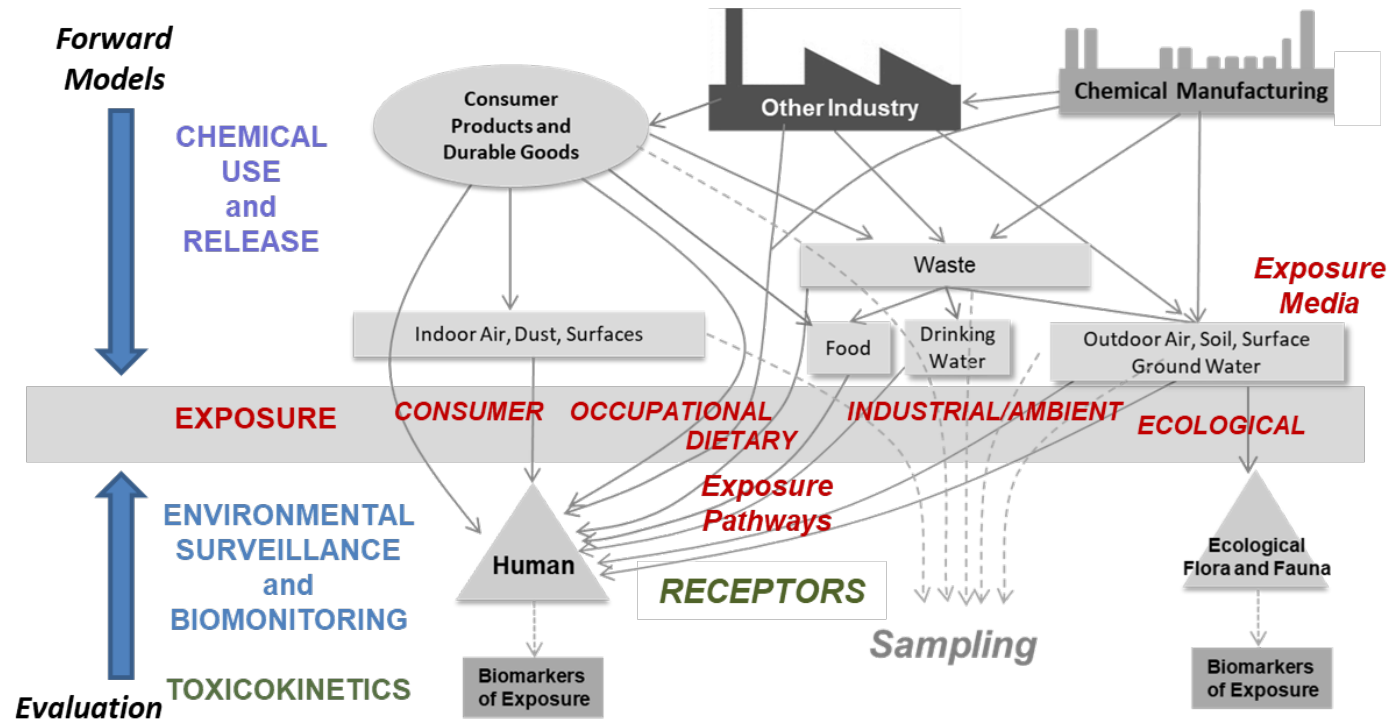 Forward
Models
CHEMICAL
USE
and
RELEASE
Consumer
Products and
Durable Goods
Other Industry
Chemical Manufacturing
Waste
Exposure
Media
Indoor Air, Dust, Surfaces
Food
Drinking
Water
Outdoor Air, Soil, Surface
Ground Water
EXPOSURE
CONSUMER
OCCUPATIONAL
DIETARY
INDUSTRIAL/AMBIENT
ECOLOGICAL
Exposure
Pathways
ENVIRONMENTAL
SURVEILLANCE
and
BIOMONITORING
Human
RECEPTORS
Ecological
Flora and Fauna
Sampling
TOXICOKINETICS
Evaluation
Biomarkers
of Exposure
Biomarkers
of Exposure